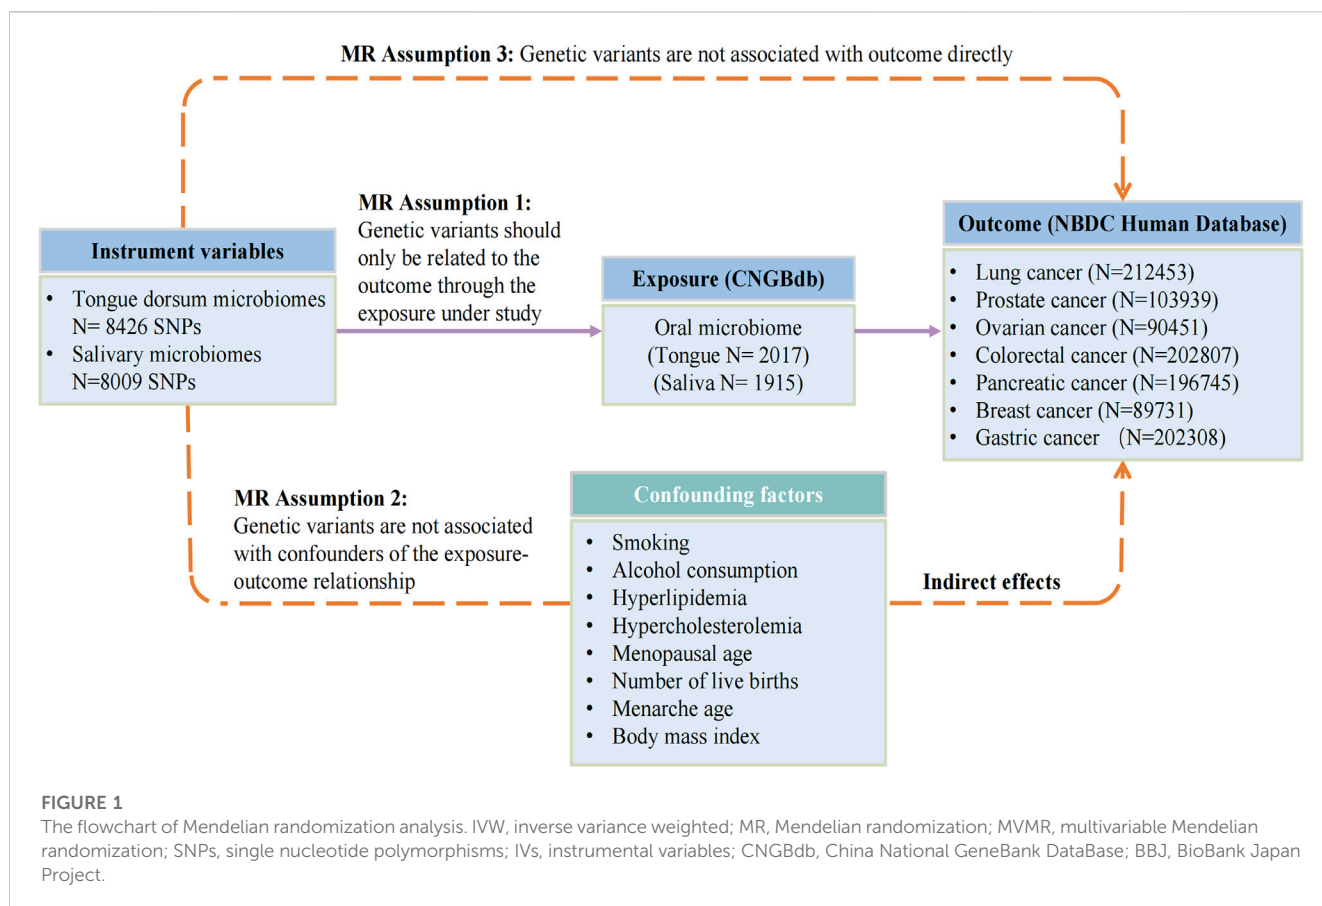 MR Assumption 3: Genetic variants are not associated with outcome directly
MR Assumption 1:
Genetic variants should
only be related to the
outcome through the
exposure under study
Instrument variables
• Tongue dorsum microbiomes
N= 8426 SNPs
• Salivary microbiomes
N=8009 SNPs
Exposure (CNGBdb)
Oral microbiome
(Tongue N= 2017)
(Saliva N= 1915)
Outcome (NBDC Human Database)
• Lung cancer (N=212453)
• Prostate cancer (N=103939)
• Ovarian cancer (N=90451)
• Colorectal cancer (N=202807)
• Pancreatic cancer (N=196745)
• Breast cancer (N=89731)
• Gastric cancer （N=202308)
MR Assumption 2:
Genetic variants are not associated
with confounders of the exposure-
outcome relationship
Confounding factors
• Smoking
• Alcohol consumption
• Hyperlipidemia
• Hypercholesterolemia
• Menopausal age
• Number of live births
• Menarche age
• Body mass index
Indirect effects
FIGURE 1
The flowchart of Mendelian randomization analysis. IVW, inverse variance weighted; MR, Mendelian randomization; MVMR, multivariable Mendelian
randomization; SNPs, single nucleotide polymorphisms; IVs, instrumental variables; CNGBdb, China National GeneBank DataBase; BBJ, BioBank Japan
Project.